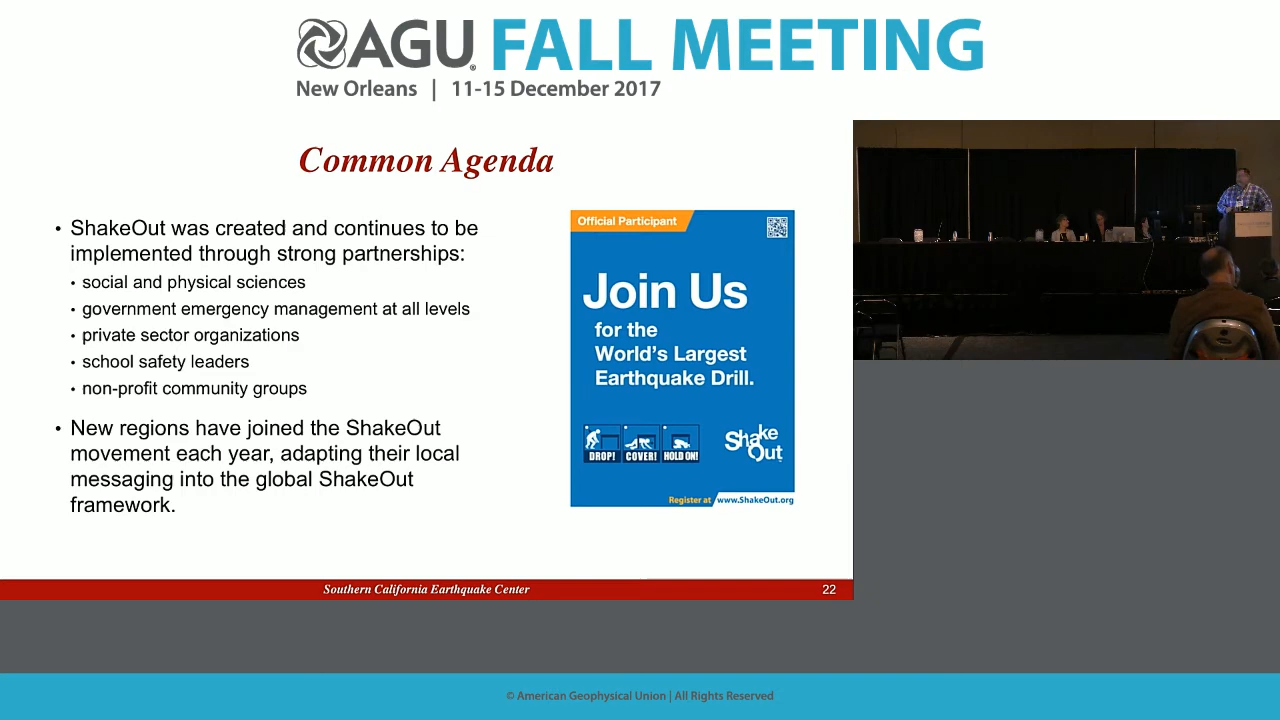 AGU FALL MEETING
New Orleans | 11-15 December 2017
Common Agenda
• ShakeOut was created and continues to be
implemented through strong partnerships:
• social and physical sciences
• government emergency management at all levels
• private sector organizations
• school safety leaders
• non-profit community groups
• New regions have joined the ShakeOut
movement each year, adapting their local
messaging into the global ShakeOut
framework.
Official Participant
Join Us
for the
World's Largest
Earthquake Drill.
DROP! COVER! HOLD ON!
Shake
Out
Register at www.ShakeOut.org
Southern California Earthquake Center
22
© American Geophysical Union | All Rights Reserved